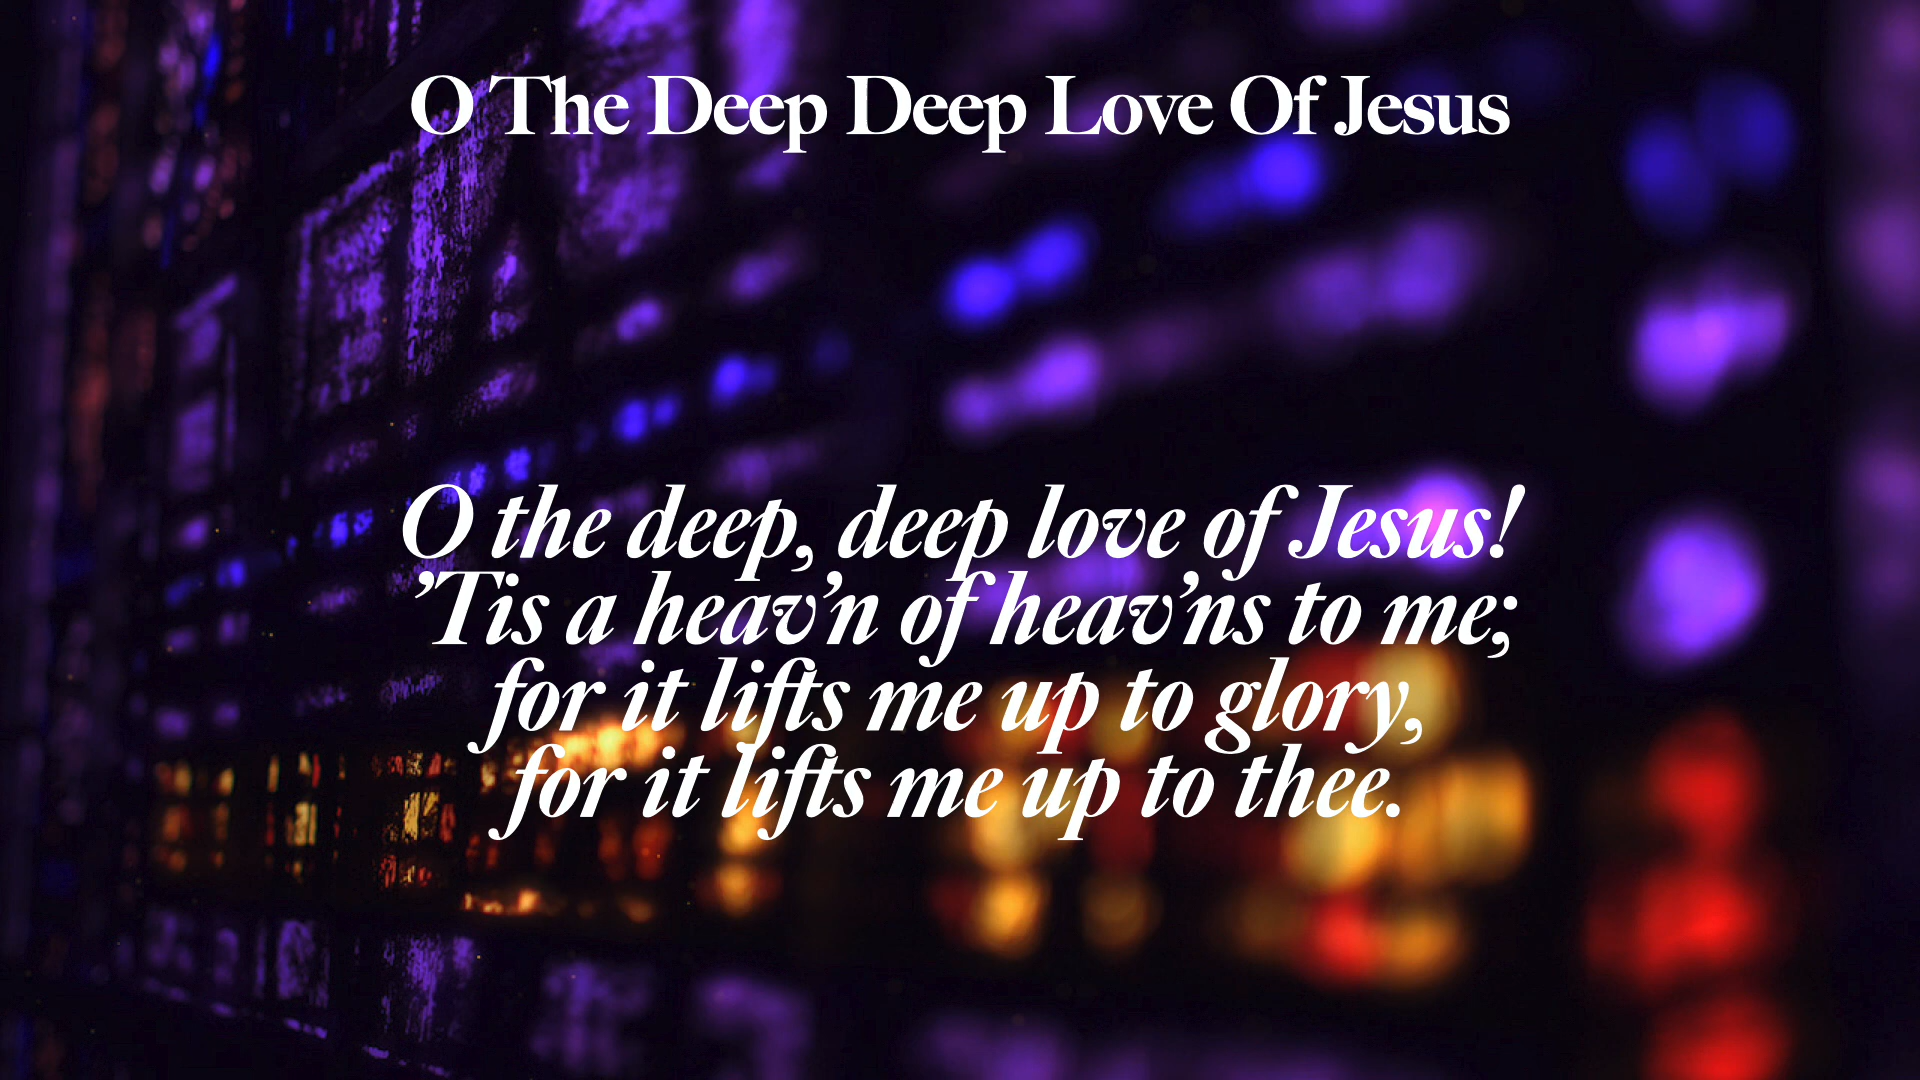 O The Deep Deep Love Of Jesus
O the deep, deep love of Jesus!
’Tis a heav’n of heav’ns to me;
for it lifts me up to glory,
for it lifts me up to thee.